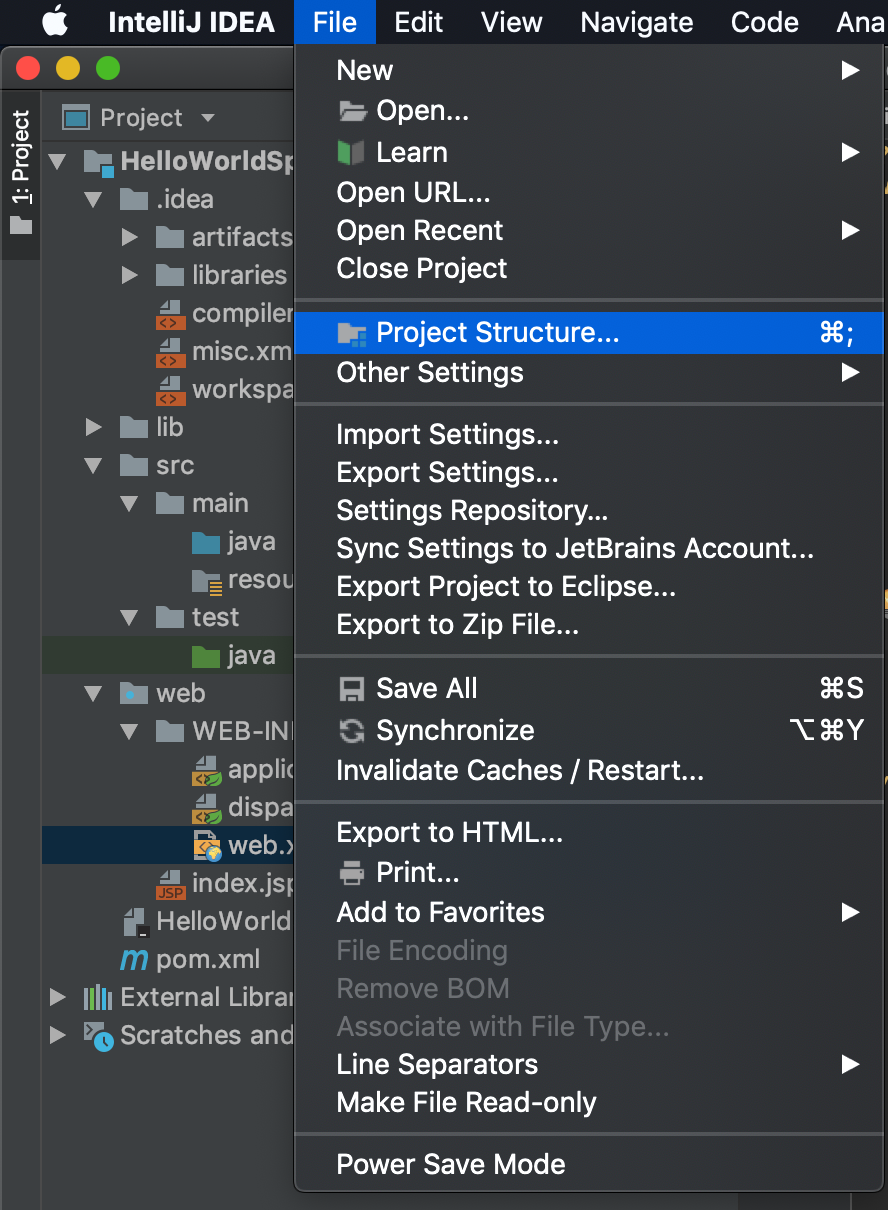 IntelliJ IDEA File Edit View Navigate Code Ana
1: Project
Project
HelloWorldSp
.idea
artifacts
libraries
compiler
misc.xm
workspa
lib
src
main
java
resou
test
java
web
WEB-INF
applic
dispa
web.x
index.jsp
HelloWorld
pom.xml
External Librar
Scratches and
New
Open...
Learn
Open URL...
Open Recent
Close Project
Project Structure... ⌘;
Other Settings
Import Settings...
Export Settings...
Settings Repository...
Sync Settings to JetBrains Account...
Export Project to Eclipse...
Export to Zip File...
Save All ⌘S
Synchronize ⌥⌘Y
Invalidate Caches / Restart...
Export to HTML...
Print...
Add to Favorites
File Encoding
Remove BOM
Associate with File Type...
Line Separators
Make File Read-only
Power Save Mode